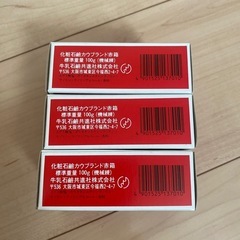 化粧石鹸カウブランド赤箱
標準重量 100g (機械練)
牛乳石鹸共進社株式会社
〒536 大阪市城東区今福西2-4-7
化粧石鹸カウブランド赤箱
標準重量 100g (機械練)
牛乳石鹸共進社株式会社
〒536 大阪市城東区今福西2-4-7
化粧石鹸カウブランド赤箱
標準重量 100g (機械練)
牛乳石鹸共進社株式会社
〒536 大阪市城東区今福西2-4-7